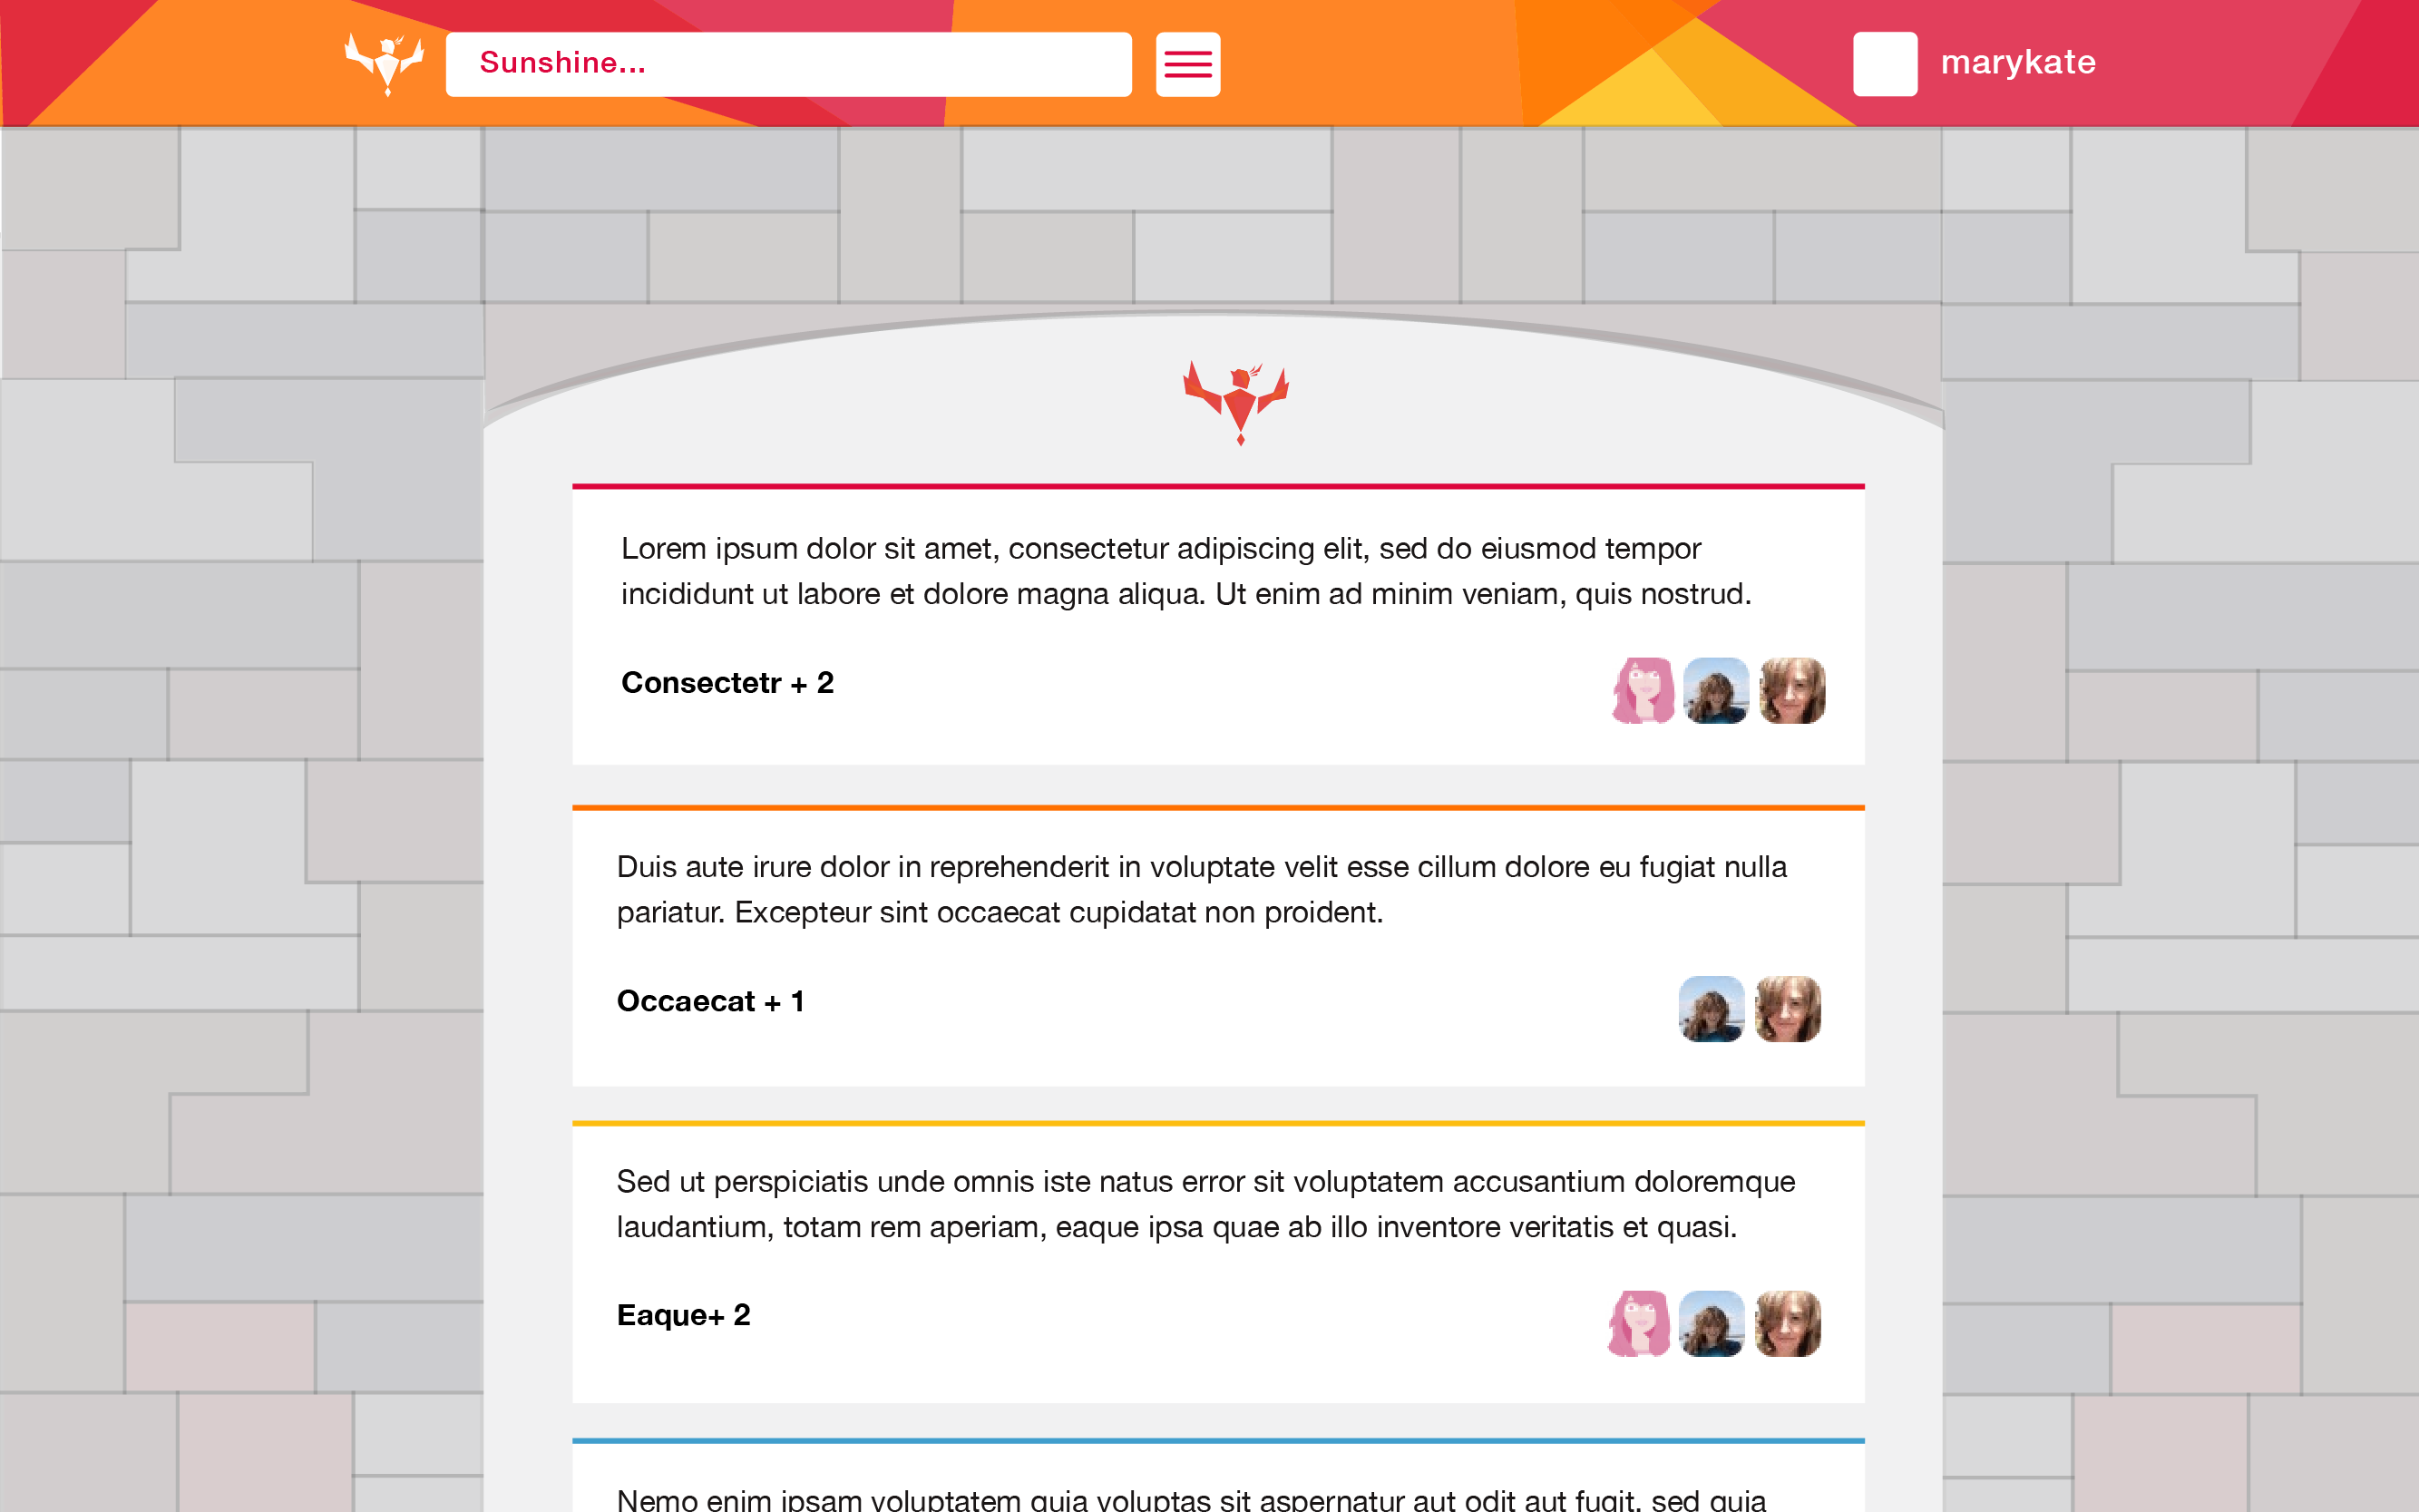 Sunshine...
marykate
Lorem ipsum dolor sit amet, consectetur adipiscing elit, sed do eiusmod tempor
incididunt ut labore et dolore magna aliqua. Ut enim ad minim veniam, quis nostrud.
Consectetr + 2
Duis aute irure dolor in reprehenderit in voluptate velit esse cillum dolore eu fugiat nulla
pariatur. Excepteur sint occaecat cupidatat non proident.
Occaecat + 1
Sed ut perspiciatis unde omnis iste natus error sit voluptatem accusantium doloremque
laudantium, totam rem aperiam, eaque ipsa quae ab illo inventore veritatis et quasi.
Eaque+ 2
Nemo enim ipsam voluptatem quia voluptas sit aspernatur aut odit aut fugit, sed quia